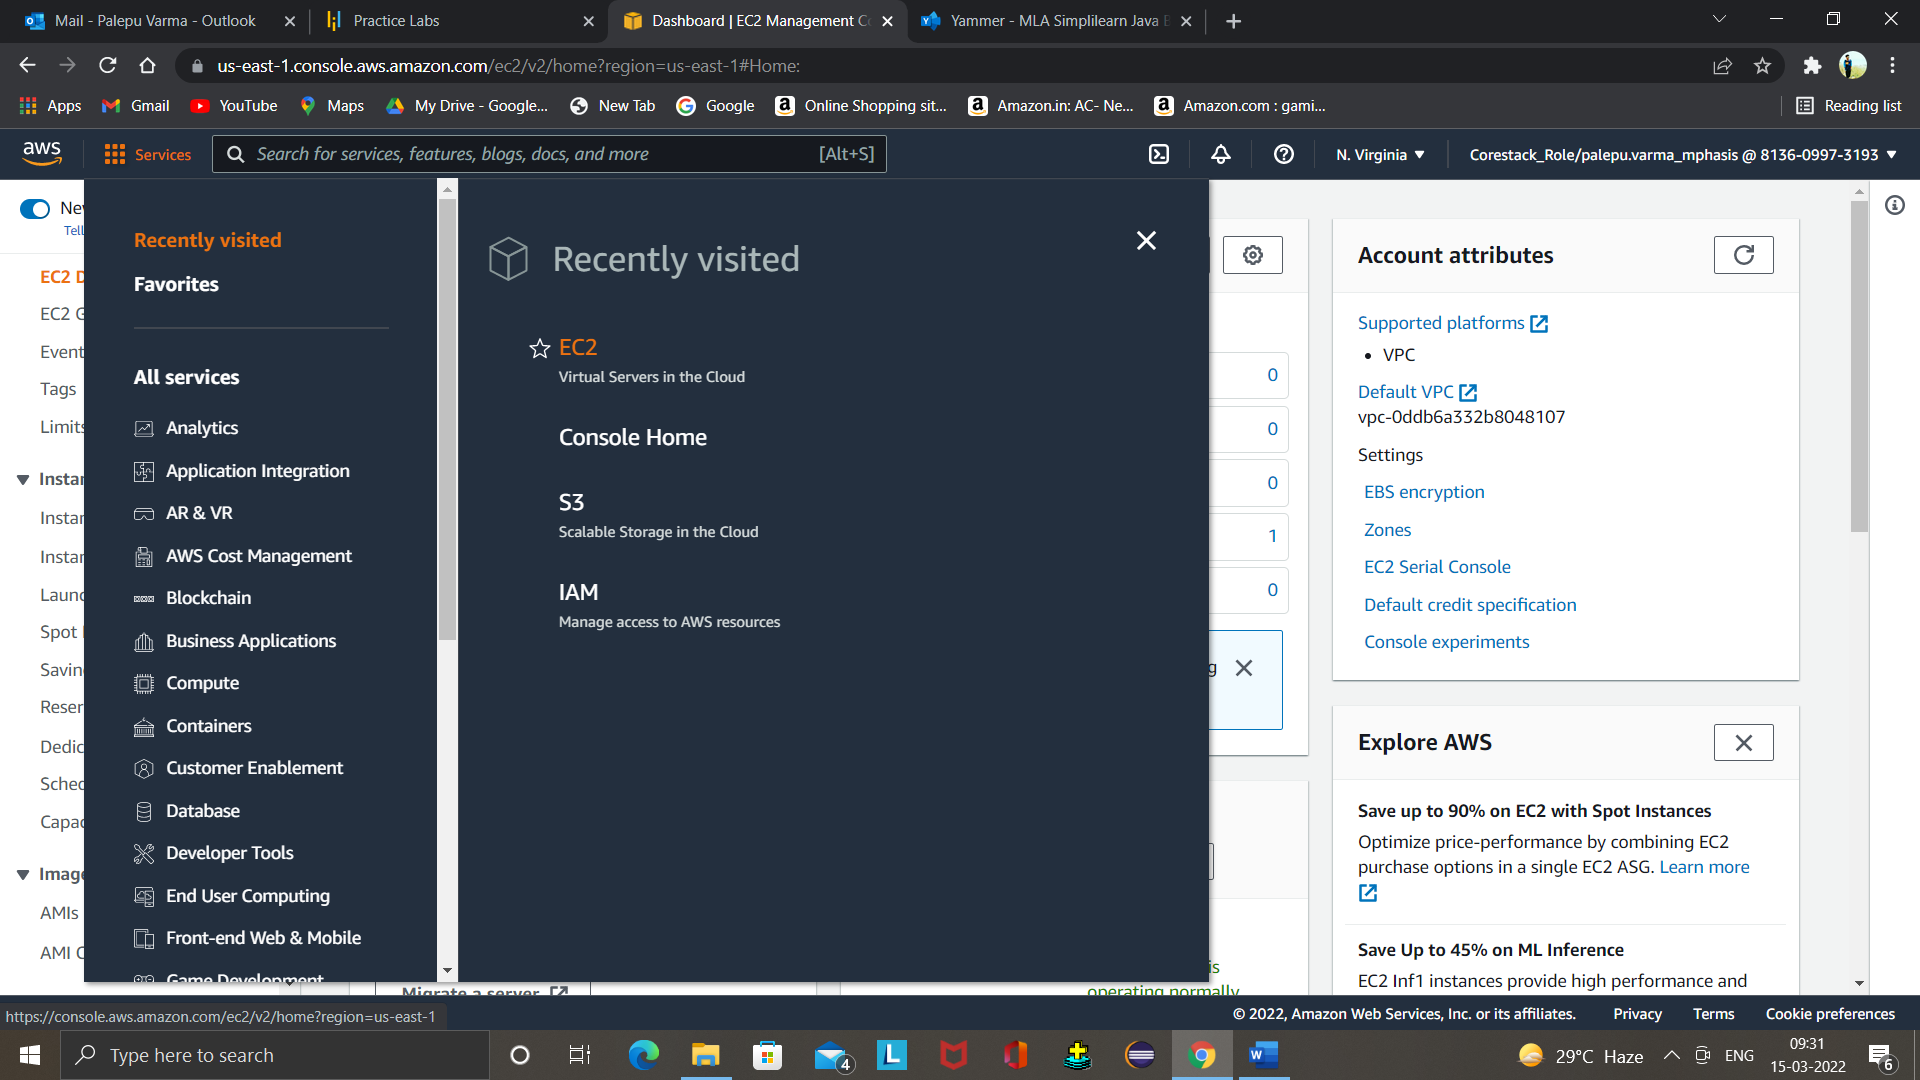 Mail - Palepu Varma - Outlook
Practice Labs
Dashboard | EC2 Management Co
Yammer - MLA Simplilearn Java B
us-east-1.console.aws.amazon.com/ec2/v2/home?region=us-east-1#Home:
Apps
Gmail
YouTube
Maps
My Drive - Google...
New Tab
Google
Online Shopping sit...
Amazon.in: AC- Ne...
Amazon.com : gami...
Reading list
aws
Services
Search for services, features, blogs, docs, and more
[Alt+S]
N. Virginia ▼
Corestack_Role/palepu.varma_mphasis @ 8136-0997-3193 ▼
Nev
Tell
EC2 D
EC2 G
Event
Tags
Limits
Instan
Instan
Instan
Launc
Spot
Savin
Reser
Dedic
Sched
Capac
Image
AMIs
AMI C
Recently visited
Favorites
All services
Analytics
Application Integration
AR & VR
AWS Cost Management
Blockchain
Business Applications
Compute
Containers
Customer Enablement
Database
Developer Tools
End User Computing
Front-end Web & Mobile
Game Development
Recently visited
EC2
Virtual Servers in the Cloud
Console Home
S3
Scalable Storage in the Cloud
IAM
Manage access to AWS resources
0
0
0
1
0
g
is
operating normally
Migrate a server
Account attributes
Supported platforms
• VPC
Default VPC
vpc-0ddb6a332b8048107
Settings
EBS encryption
Zones
EC2 Serial Console
Default credit specification
Console experiments
Explore AWS
Save up to 90% on EC2 with Spot Instances
Optimize price-performance by combining EC2
purchase options in a single EC2 ASG. Learn more
Save Up to 45% on ML Inference
EC2 Inf1 instances provide high performance and
https://console.aws.amazon.com/ec2/v2/home?region=us-east-1
© 2022, Amazon Web Services, Inc. or its affiliates.
Privacy
Terms
Cookie preferences
Type here to search
4
L
W
29°C Haze
ENG
09:31
15-03-2022
6